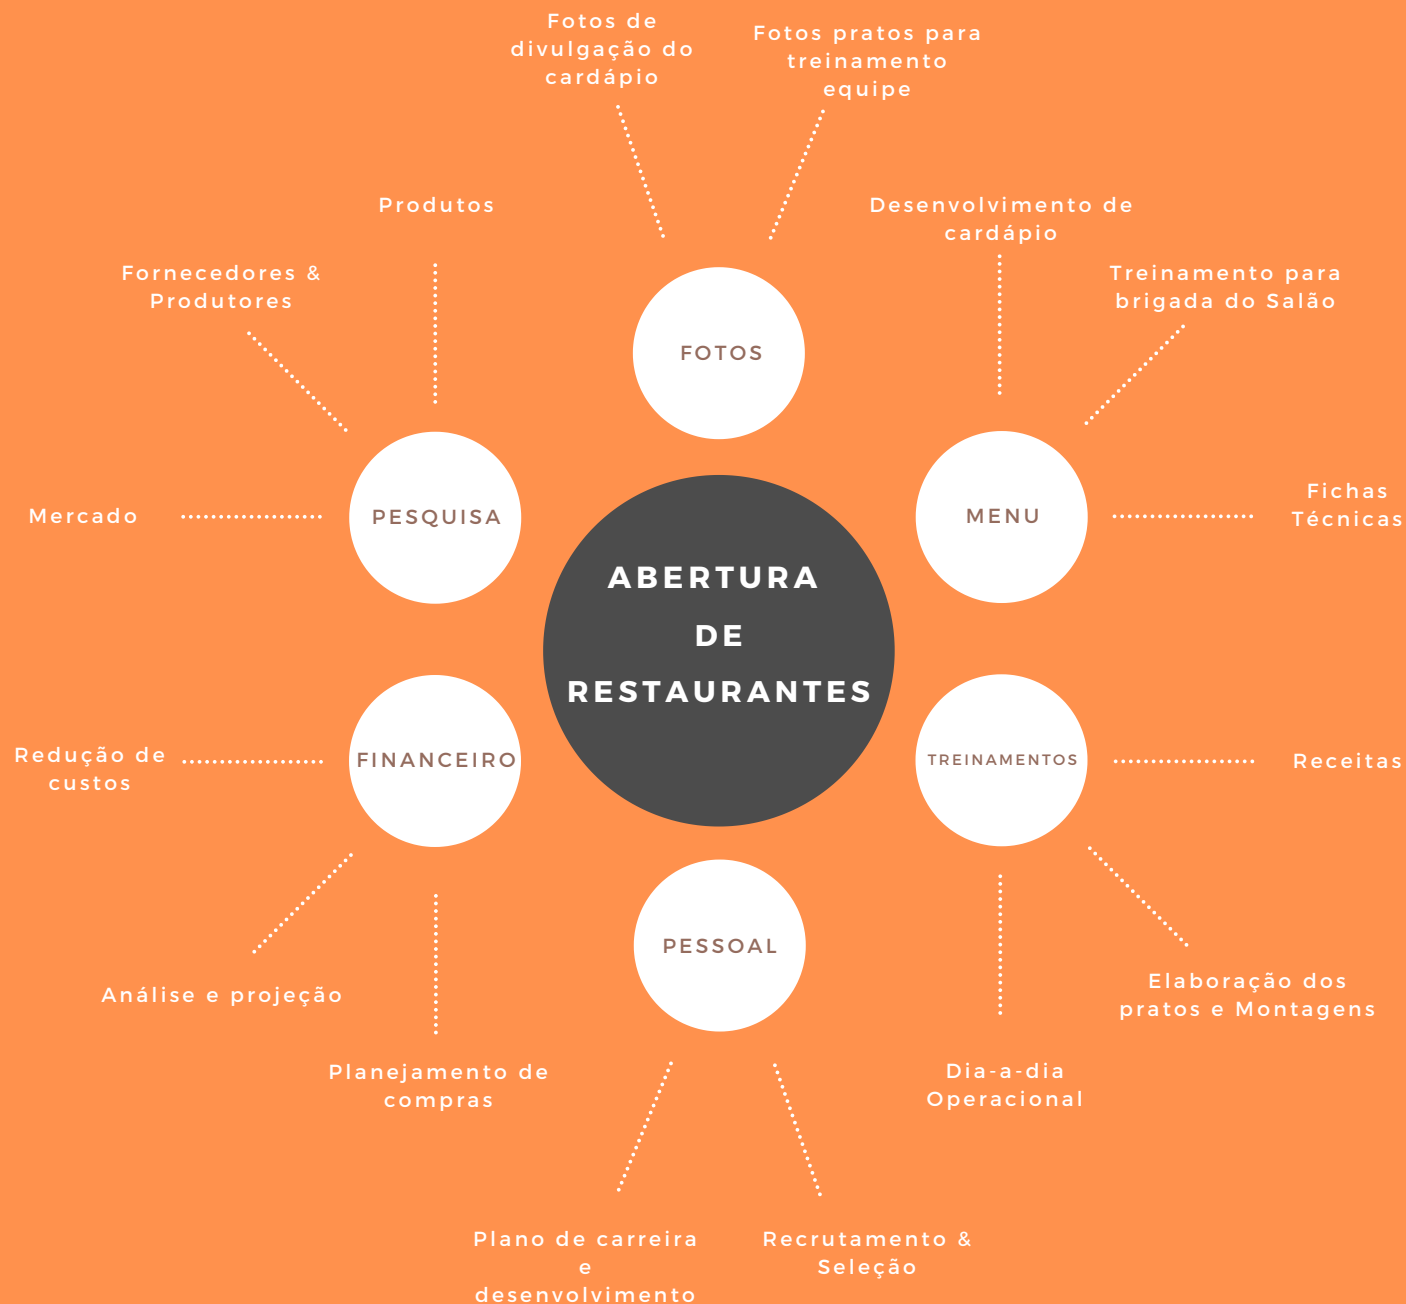 Fotos de
divulgação do
cardápio
Fotos pratos para
treinamento
equipe
Produtos
Desenvolvimento de
cardápio
Fornecedores &
Produtores
Treinamento para
brigada do Salão
FOTOS
Mercado
PESQUISA
MENU
Fichas
Técnicas
ABERTURA
DE
RESTAURANTES
Redução de
custos
FINANCEIRO
TREINAMENTOS
Receitas
PESSOAL
Análise e projeção
Elaboração dos
pratos e Montagens
Planejamento de
compras
Dia-a-dia
Operacional
Plano de carreira
e
desenvolvimento
Recrutamento &
Seleção